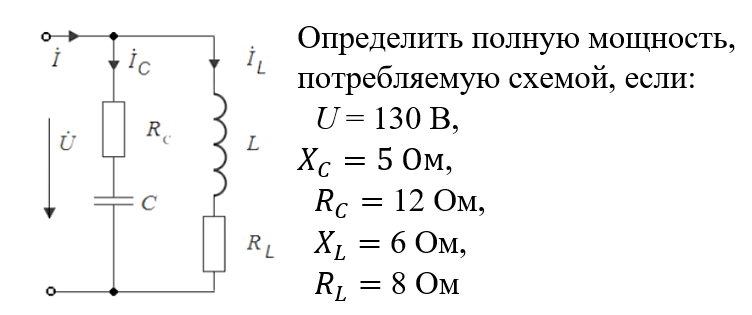 İ
İ_C
İ_L
U̇
R_C
L
C
R_L
Определить полную мощность,
потребляемую схемой, если:
U = 130 В,
X_C = 5 Ом,
R_C = 12 Ом,
X_L = 6 Ом,
R_L = 8 Ом